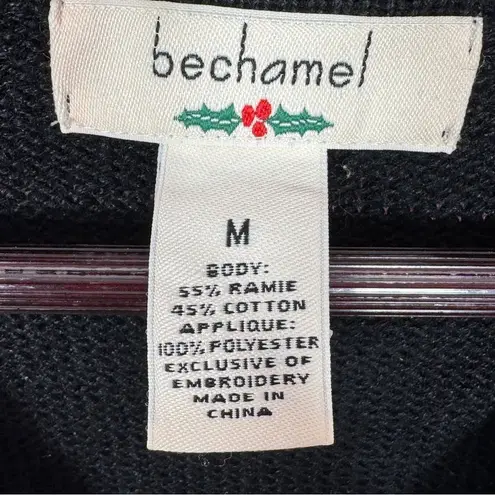 bechamel
M
BODY:
55% RAMIE
45% COTTON
APPLIQUE:
100% POLYESTER
EXCLUSIVE OF
EMBROIDERY
MADE IN
CHINA